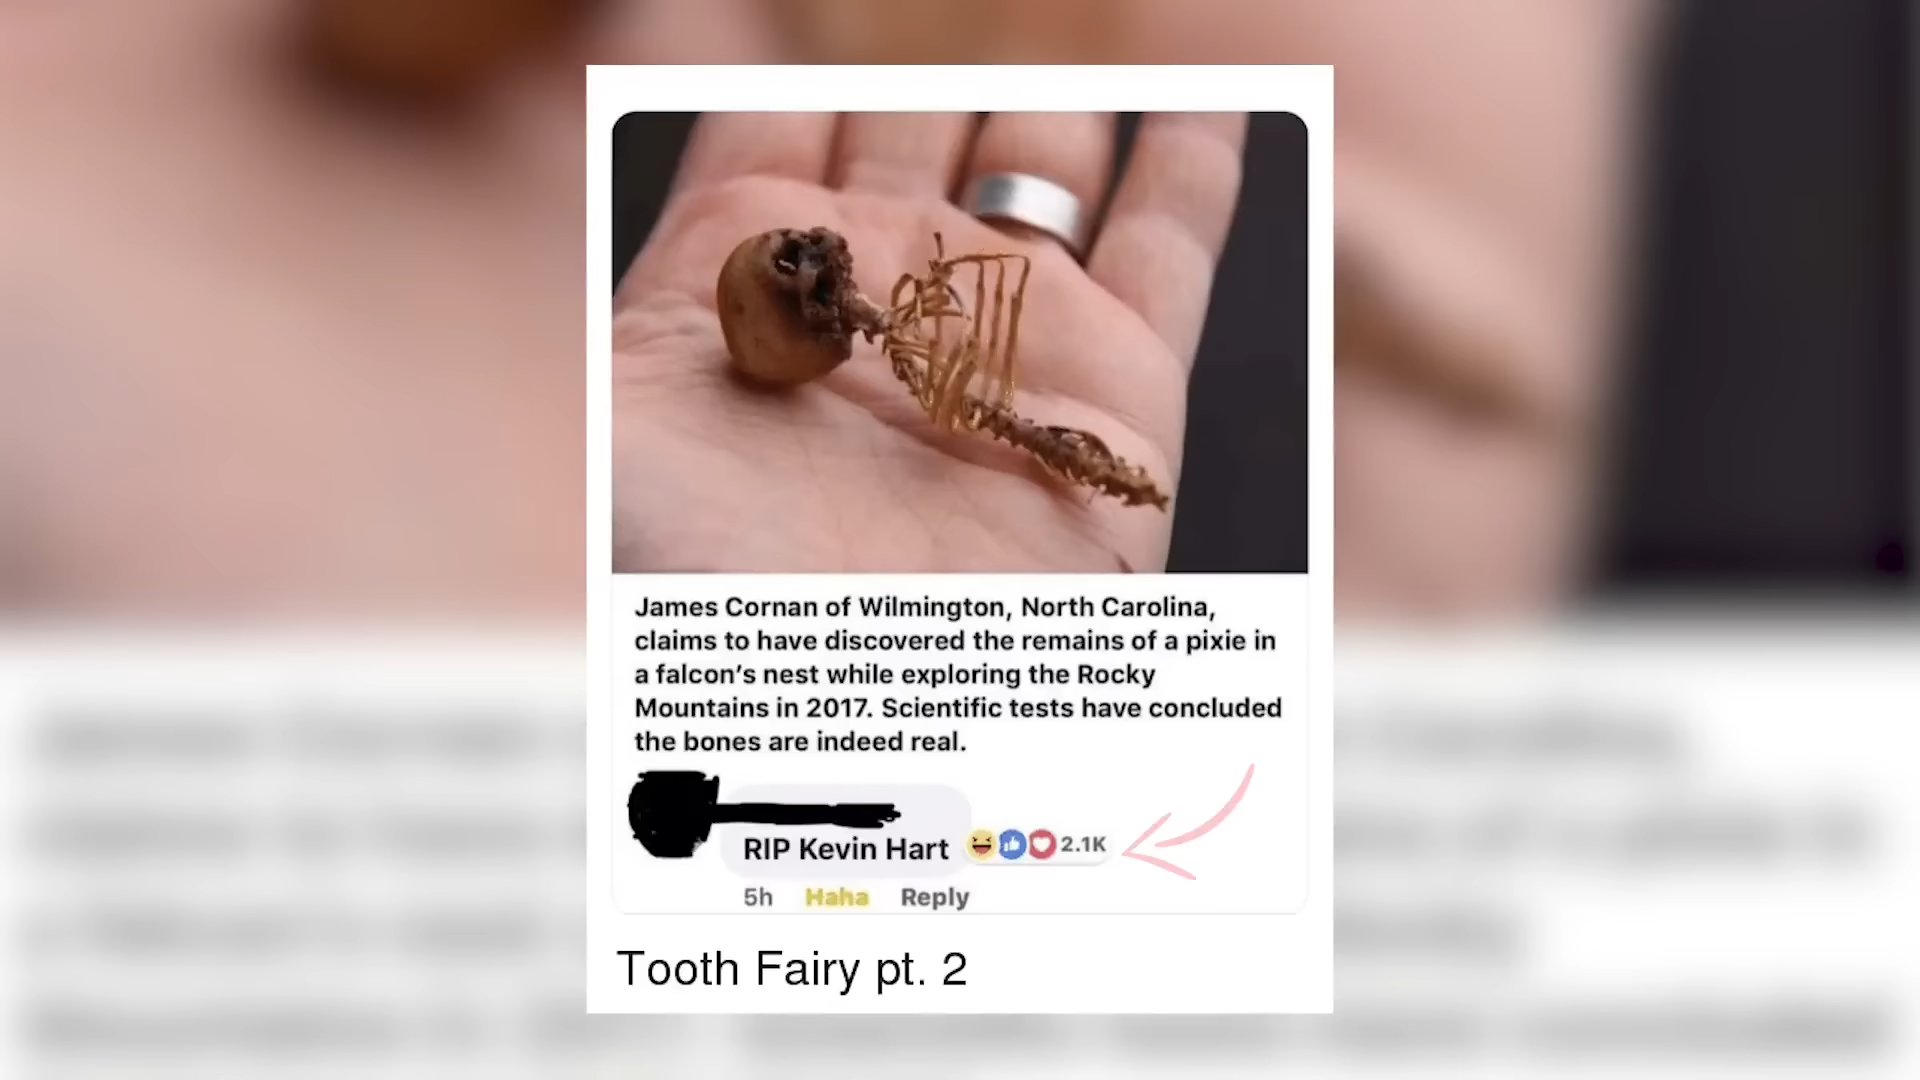 James Cornan of Wilmington, North Carolina,
claims to have discovered the remains of a pixie in
a falcon's nest while exploring the Rocky
Mountains in 2017. Scientific tests have concluded
the bones are indeed real.
RIP Kevin Hart 2.1K
5h Haha Reply
Tooth Fairy pt. 2